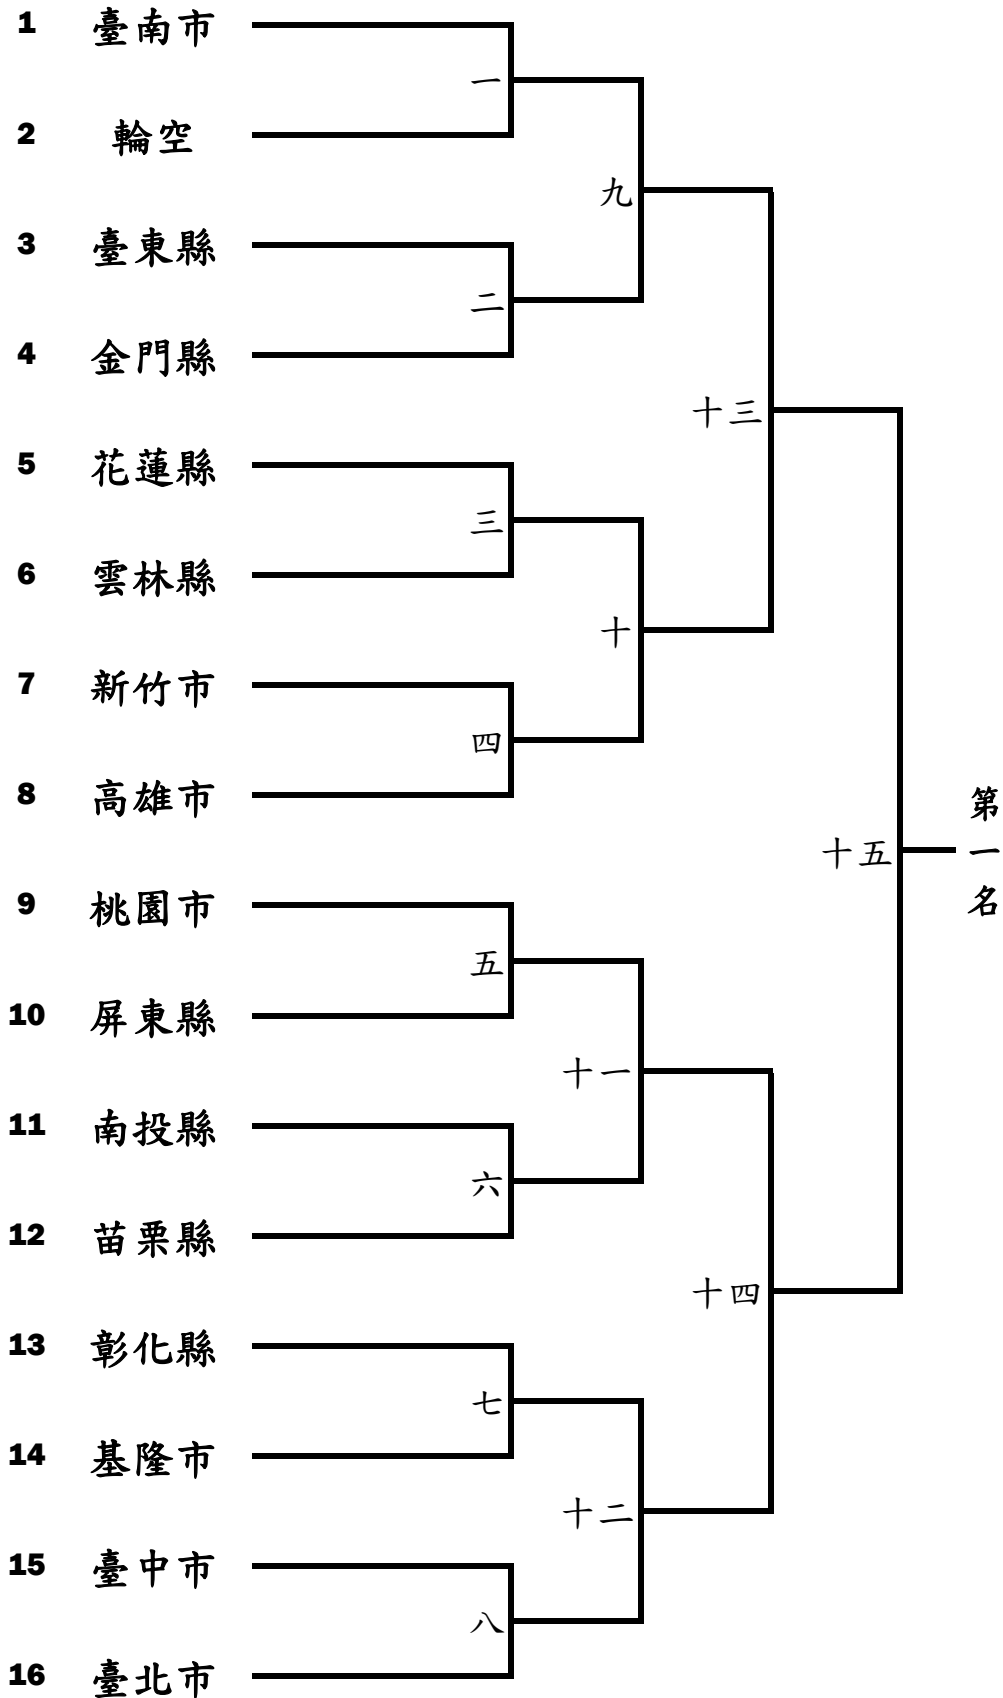 1 臺南市
一
2 輪空
九
3 臺東縣
二
4 金門縣
十三
5 花蓮縣
三
6 雲林縣
十
7 新竹市
四
8 高雄市
十五
第一名
9 桃園市
五
10 屏東縣
十一
11 南投縣
六
12 苗栗縣
十四
13 彰化縣
七
14 基隆市
十二
15 臺中市
八
16 臺北市